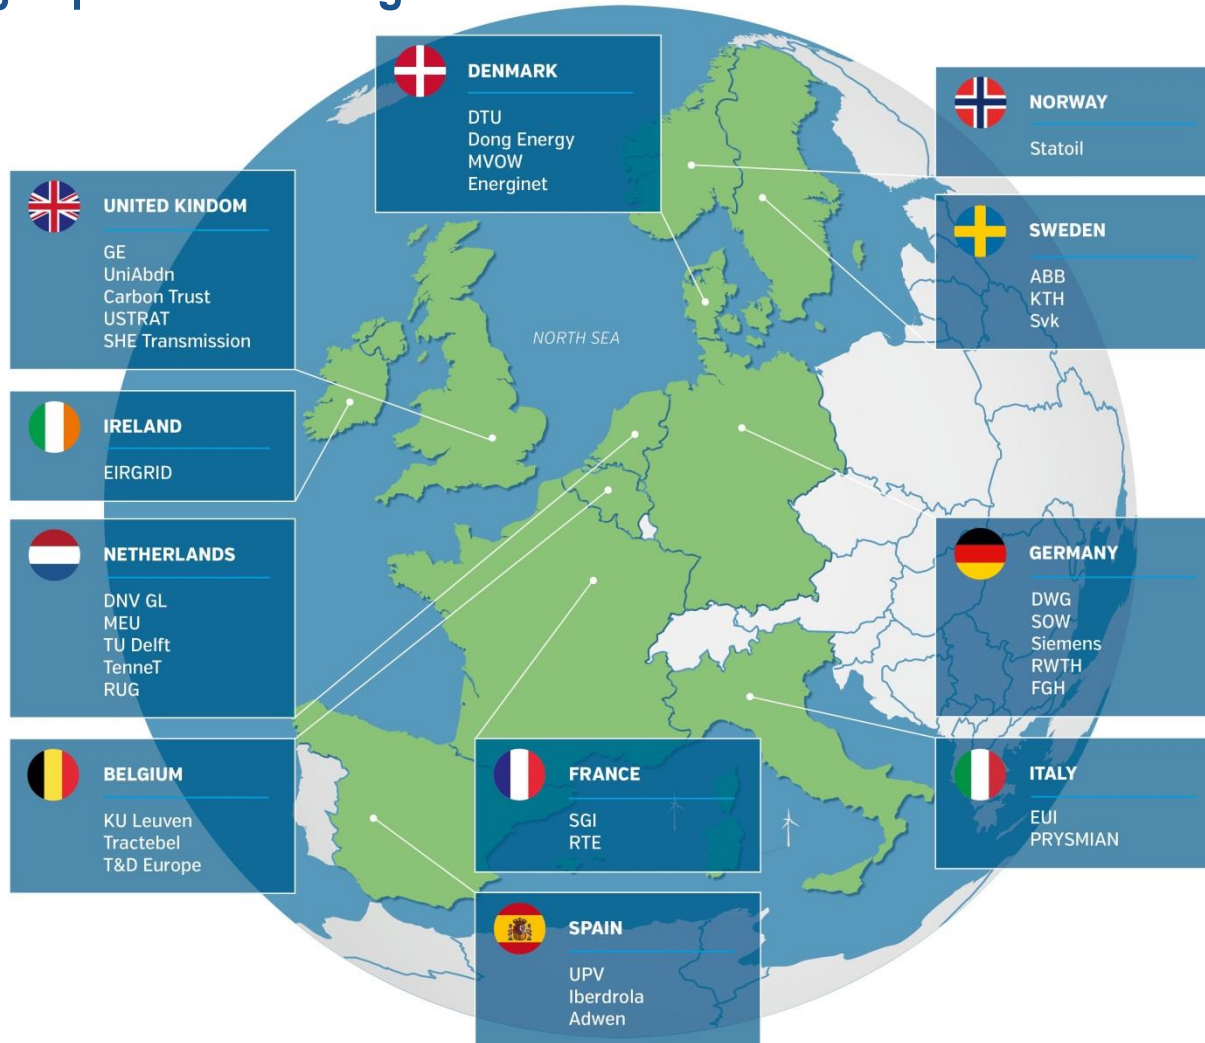 DENMARK
DTU
Dong Energy
MVOW
Energinet
NORWAY
Statoil
UNITED KINDOM
GE
UniAbdn
Carbon Trust
USTRAT
SHE Transmission
SWEDEN
ABB
KTH
Svk
NORTH SEA
IRELAND
EIRGRID
NETHERLANDS
DNV GL
MEU
TU Delft
TenneT
RUG
GERMANY
DWG
SOW
Siemens
RWTH
FGH
BELGIUM
KU Leuven
Tractebel
T&D Europe
FRANCE
SGI
RTE
ITALY
EUI
PRYSMIAN
SPAIN
UPV
Iberdrola
Adwen